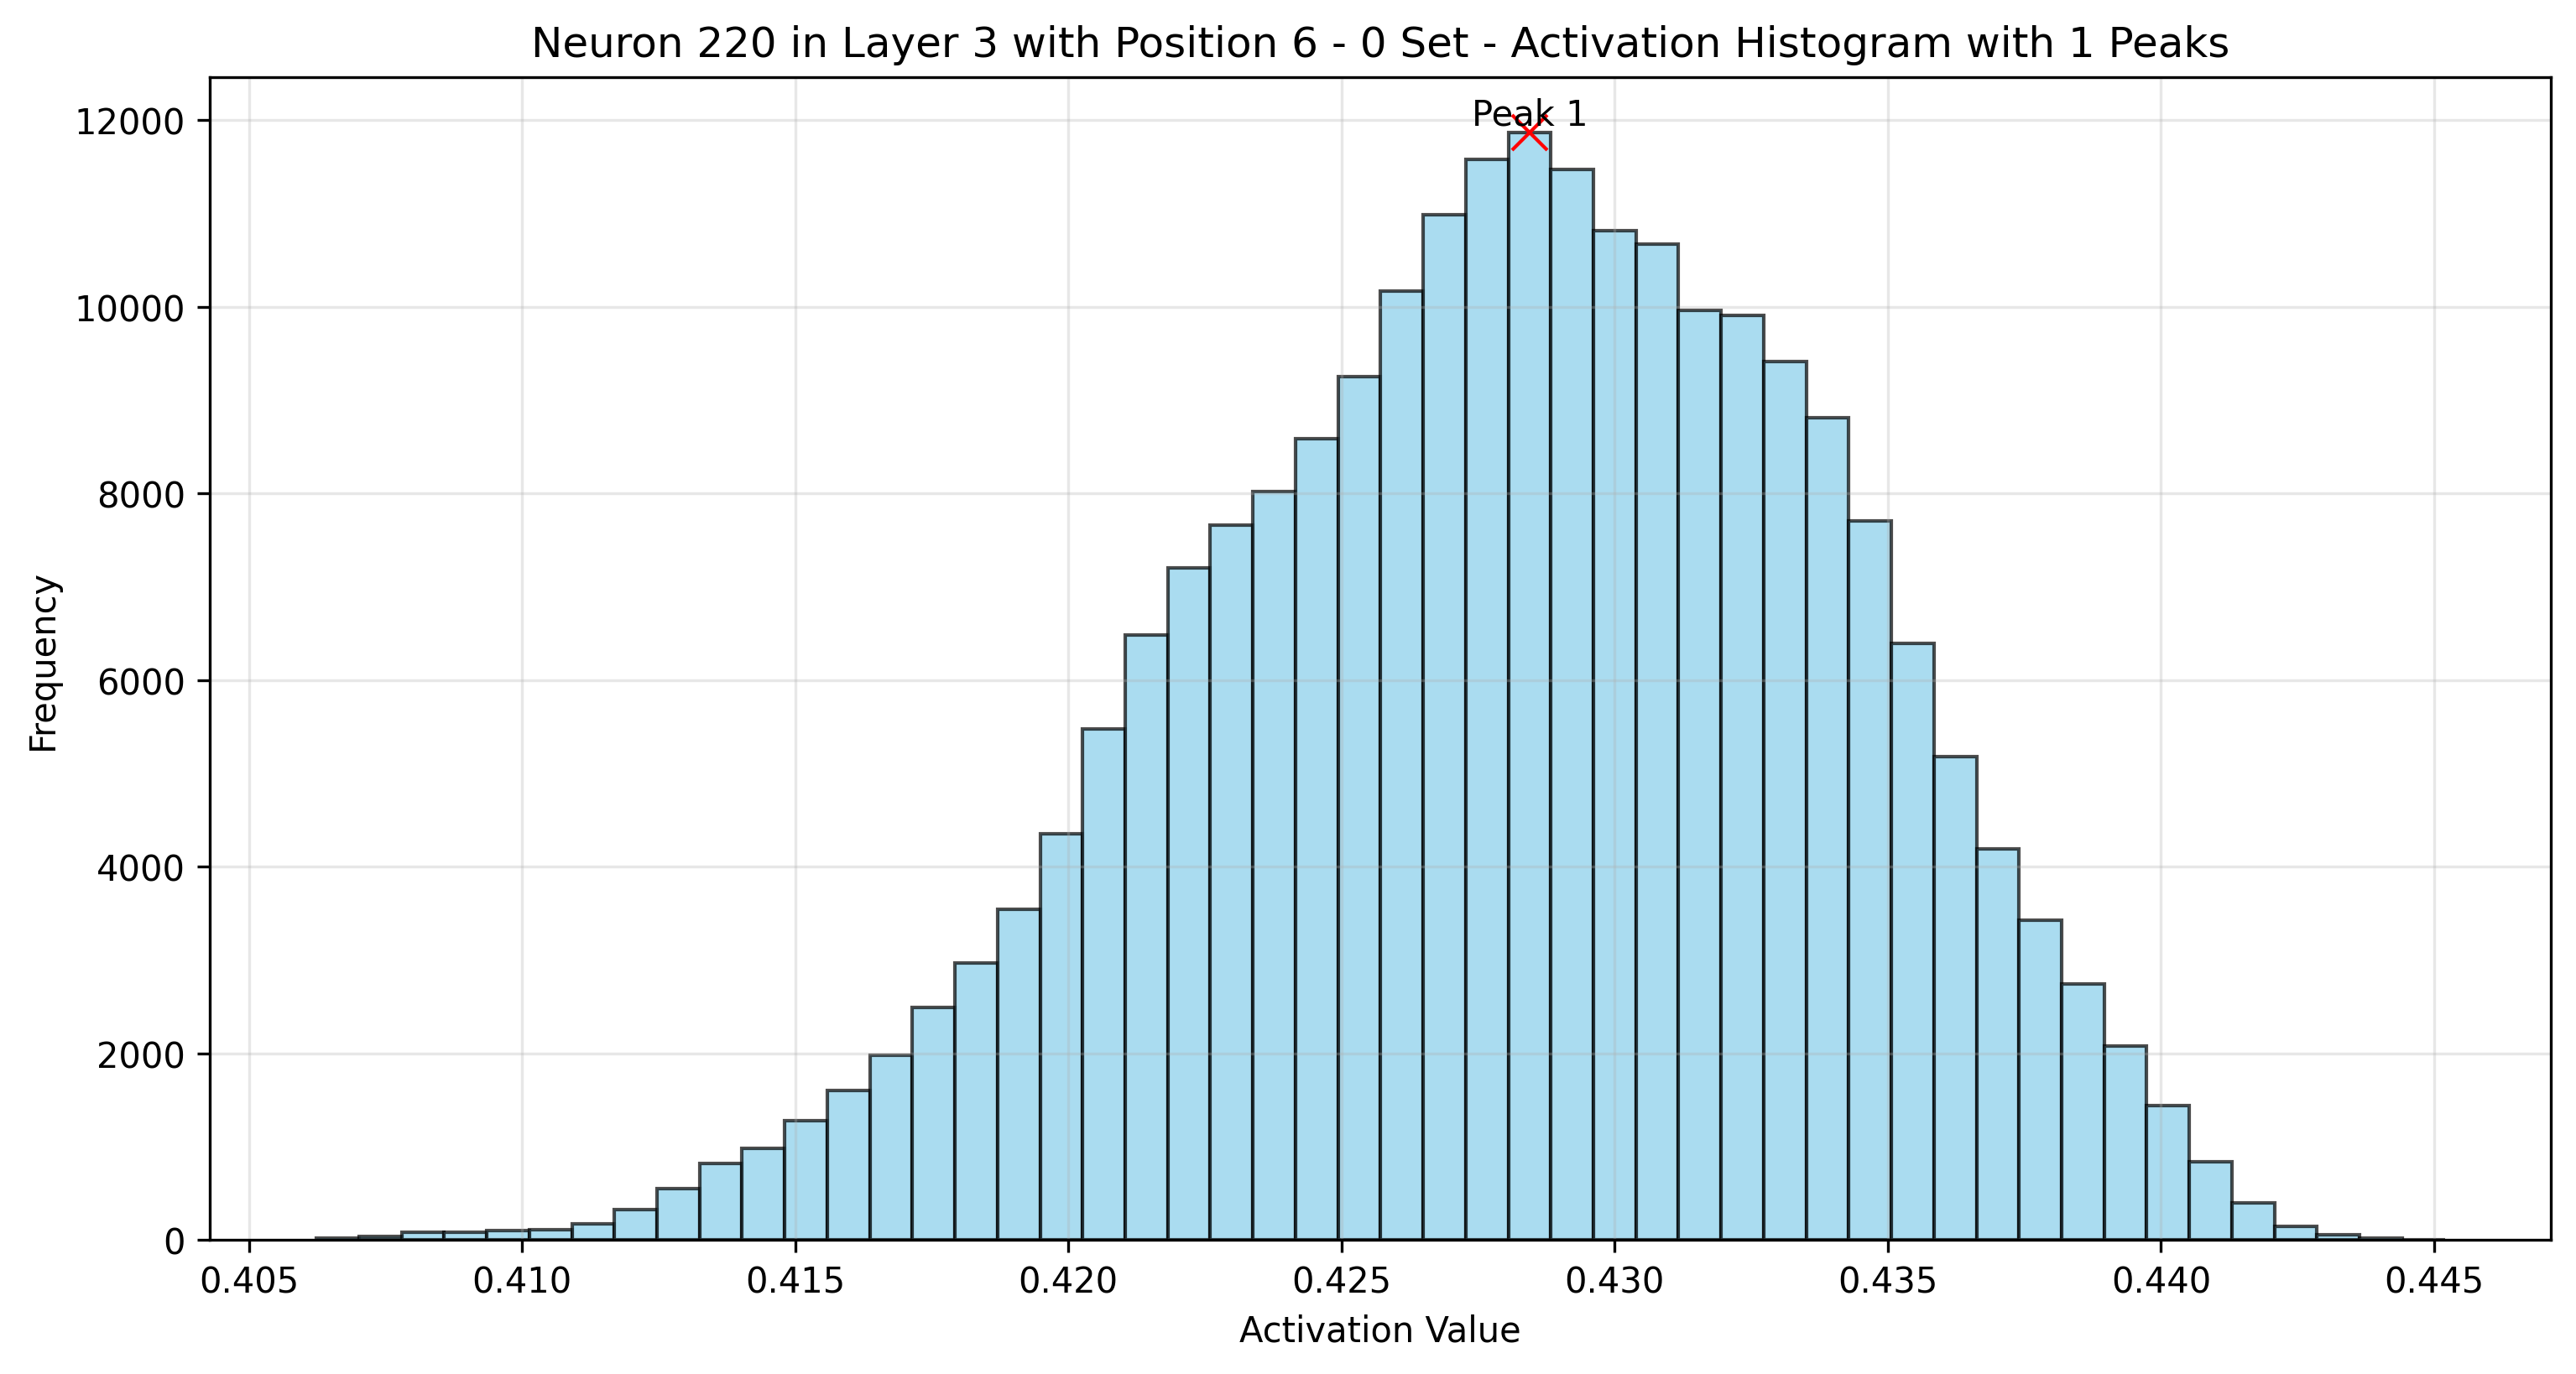 Neuron 220 in Layer 3 with Position 6 - 0 Set - Activation Histogram with 1 Peaks
Peak 1
12000
10000
8000
6000
4000
2000
0
Frequency
0.405 0.410 0.415 0.420 0.425 0.430 0.435 0.440 0.445
Activation Value